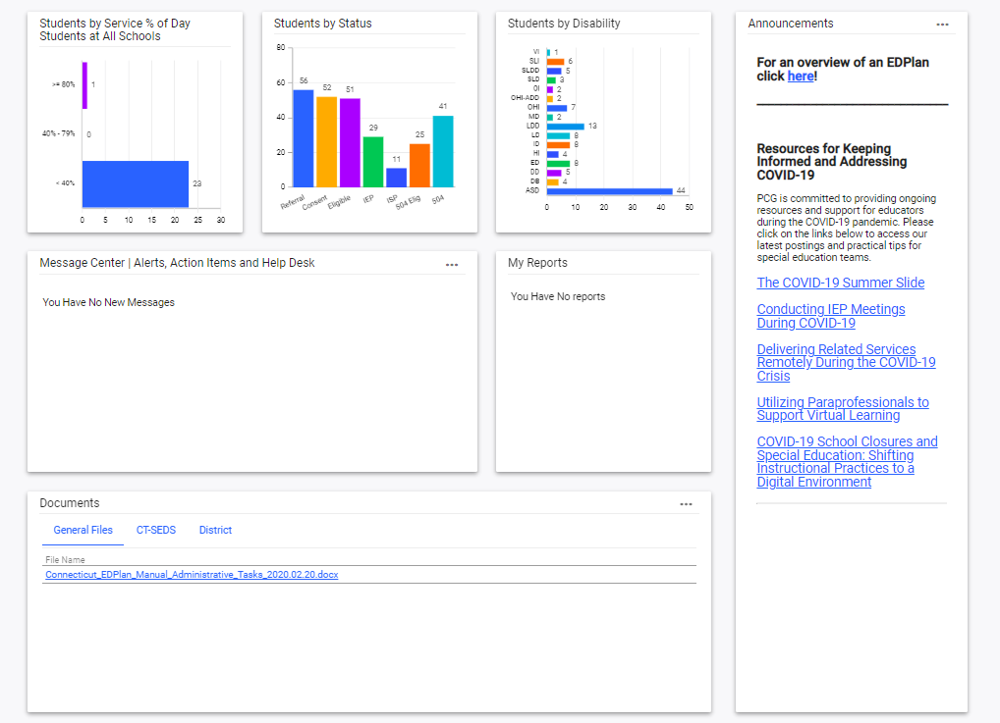 Students by Service % of Day
Students at All Schools
>= 80%
1
40% - 79%
0
< 40%
23
0 5 10 15 20 25 30
Students by Status
80
60
40
20
0
56
52
51
29
11
25
41
Referral Consent Eligible IEP ISP 504 Elig 504
Students by Disability
VI 1
SLI 6
SLDD 5
SLD 3
OI 2
OHI-ADD 2
OHI 7
MD 2
LDD 13
LD 8
ID 8
HI 4
ED 8
DD 5
DB 4
ASD 44
0 10 20 30 40 50
Announcements
For an overview of an EDPlan
click here!
Resources for Keeping
Informed and Addressing
COVID-19
PCG is committed to providing ongoing
resources and support for educators
during the COVID-19 pandemic. Please
click on the links below to access our
latest postings and practical tips for
special education teams.
The COVID-19 Summer Slide
Conducting IEP Meetings
During COVID-19
Delivering Related Services
Remotely During the COVID-19
Crisis
Utilizing Paraprofessionals to
Support Virtual Learning
COVID-19 School Closures and
Special Education: Shifting
Instructional Practices to a
Digital Environment
Message Center | Alerts, Action Items and Help Desk
You Have No New Messages
My Reports
You Have No reports
Documents
General Files CT-SEDS District
File Name
Connecticut_EDPlan_Manual_Administrative_Tasks_2020.02.20.docx